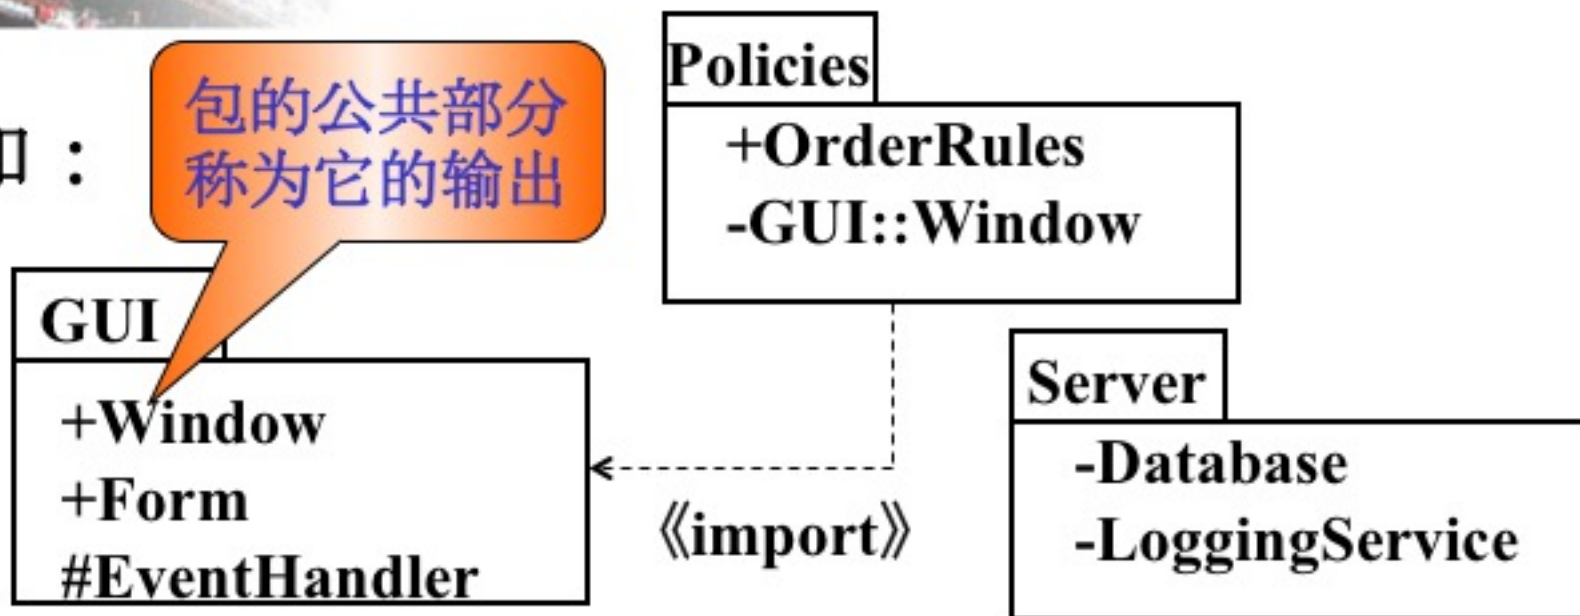 Policies
包的公共部分
称为它的输出
：
+OrderRules
-GUI::Window
GUI
+Window
+Form
#EventHandler
《import》
Server
-Database
-LoggingService